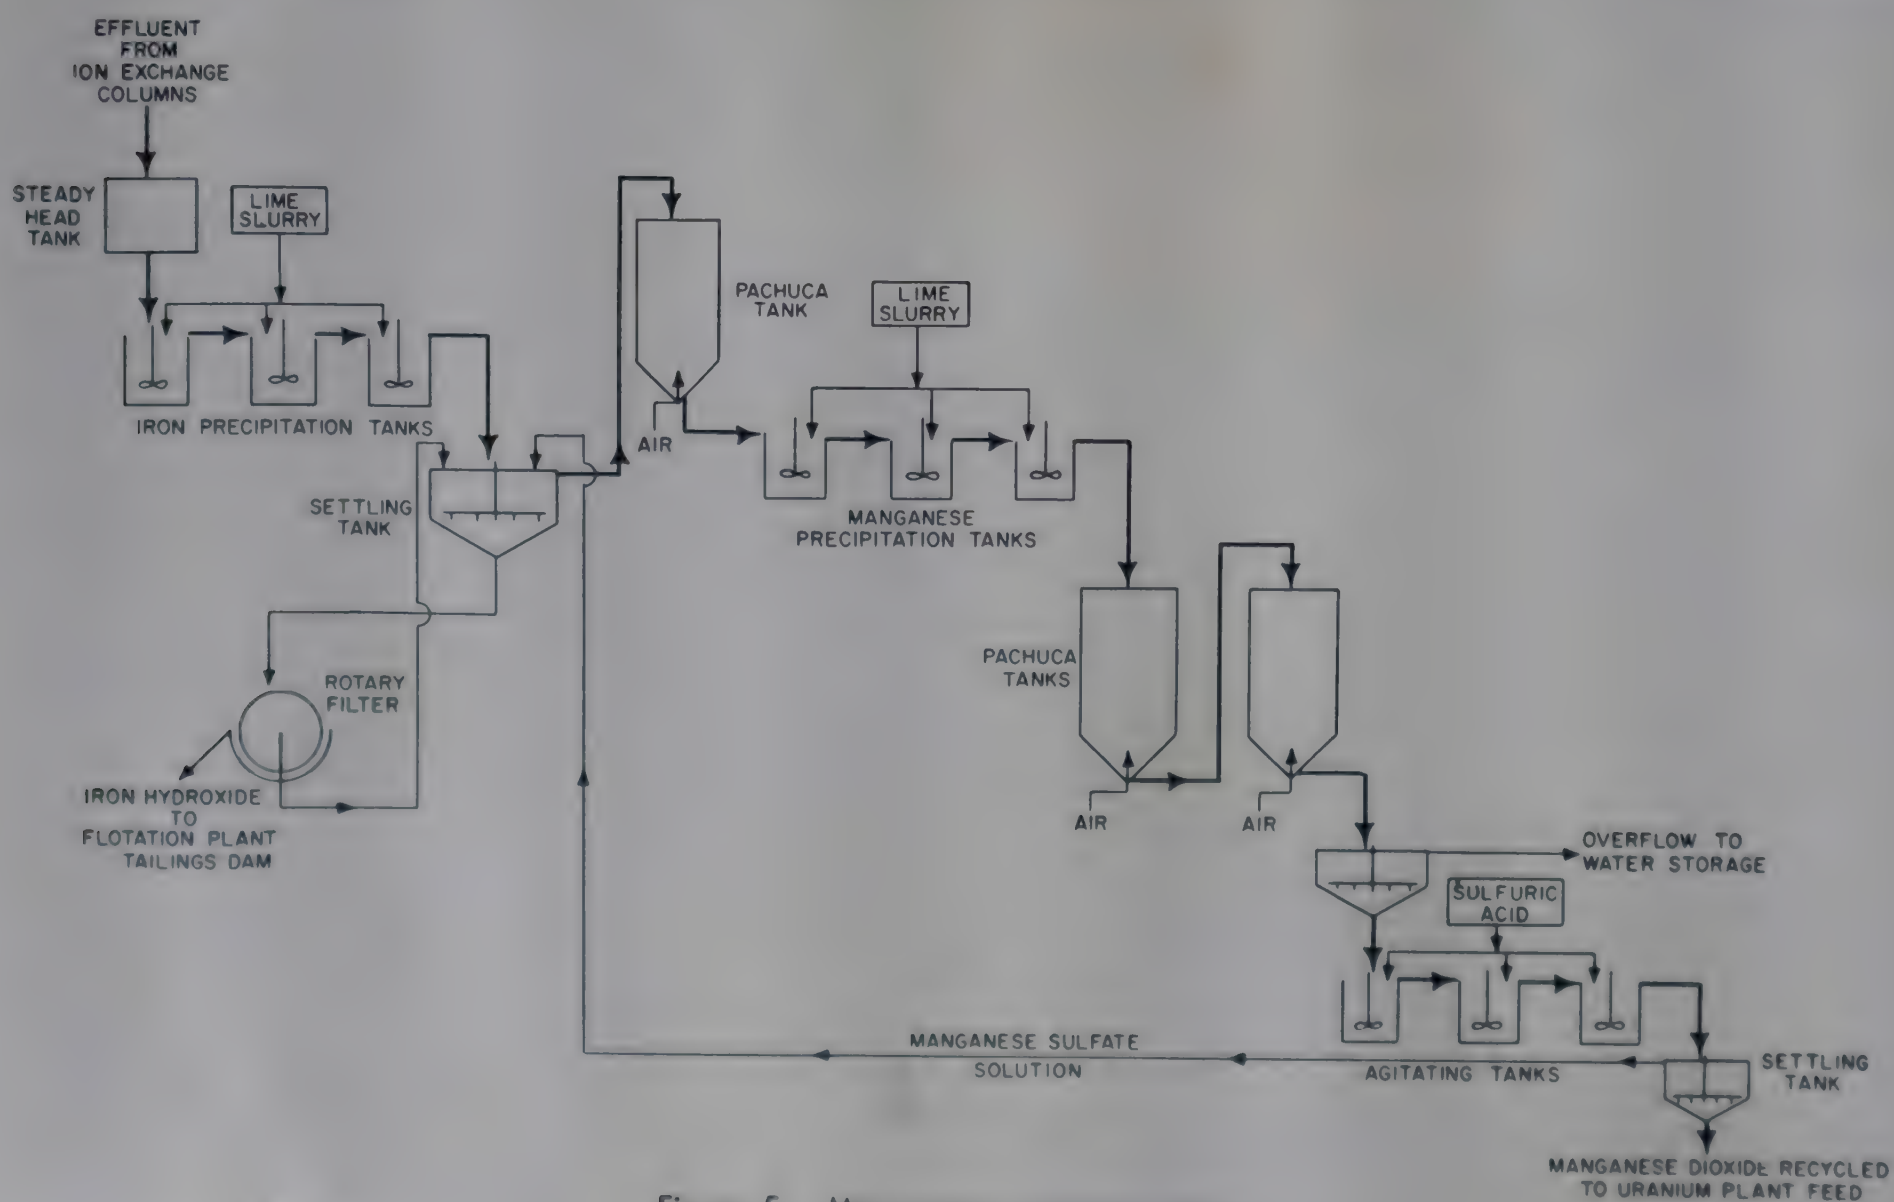 EFFLUENT
FROM
ION EXCHANGE
COLUMNS
STEADY
HEAD
TANK
LIME
SLURRY
IRON PRECIPITATION TANKS
PACHUCA
TANK
AIR
LIME
SLURRY
SETTLING
TANK
MANGANESE
PRECIPITATION TANKS
ROTARY
FILTER
IRON HYDROXIDE
TO
FLOTATION PLANT
TAILINGS DAM
PACHUCA
TANKS
AIR
AIR
OVERFLOW TO
WATER STORAGE
SULFURIC
ACID
MANGANESE SULFATE
SOLUTION
AGITATING TANKS
SETTLING
TANK
MANGANESE DIOXIDE RECYCLED
TO URANIUM PLANT FEED